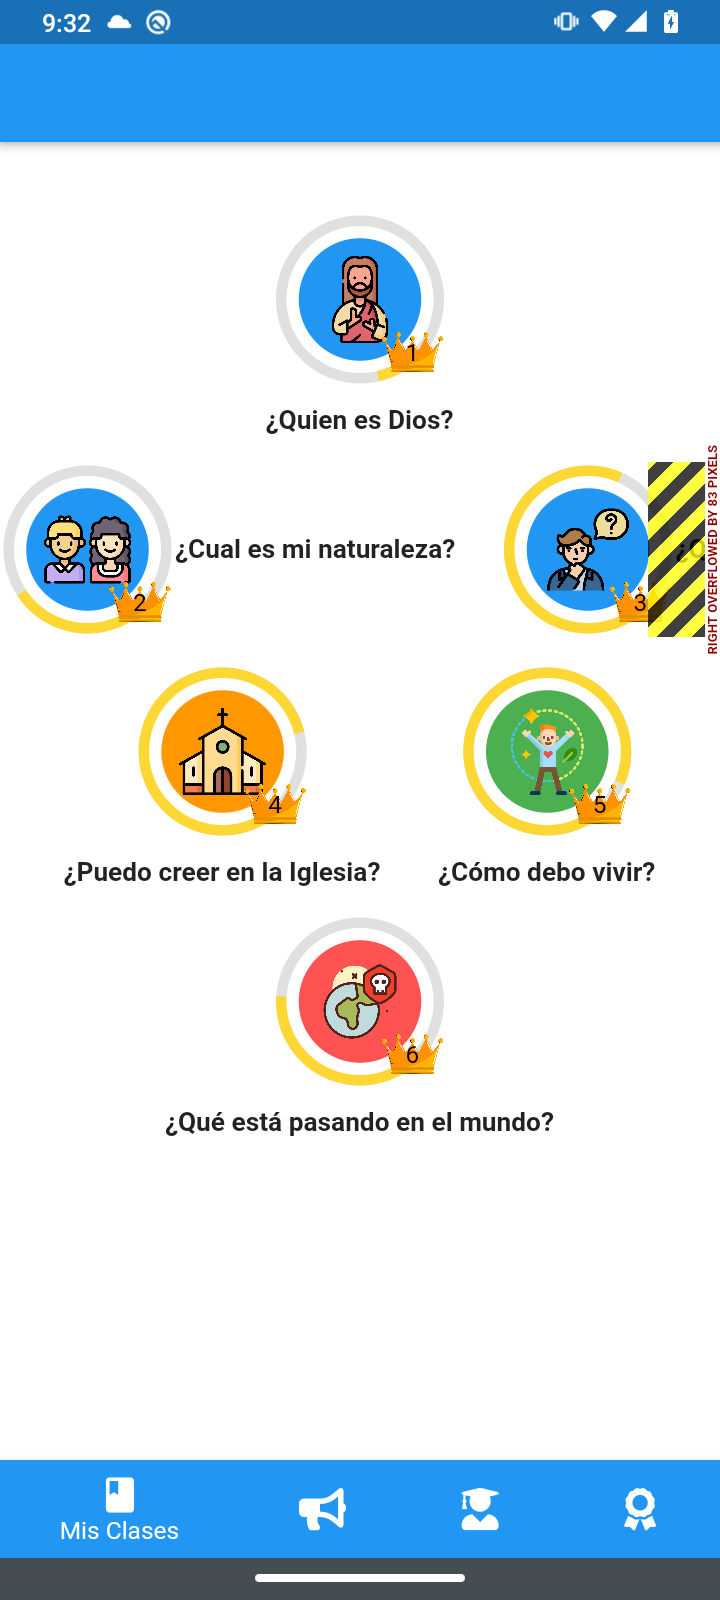 9:32
1
¿Quien es Dios?
RIGHT OVERFLOWED BY 83 PIXELS
¿Cual es mi naturaleza?
2
3
4
5
¿Puedo creer en la Iglesia?
¿Cómo debo vivir?
6
¿Qué está pasando en el mundo?
Mis Clases